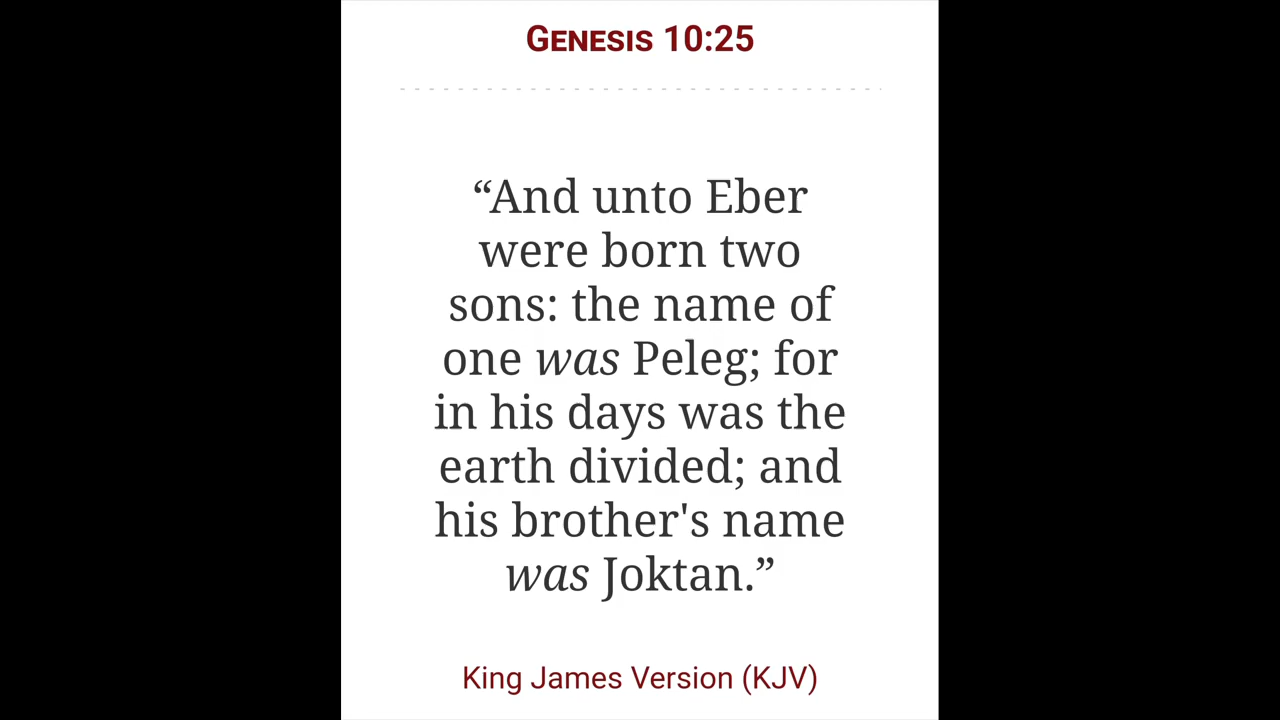 Genesis 10:25
“And unto Eber
were born two
sons: the name of
one was Peleg; for
in his days was the
earth divided; and
his brother's name
was Joktan.”
King James Version (KJV)